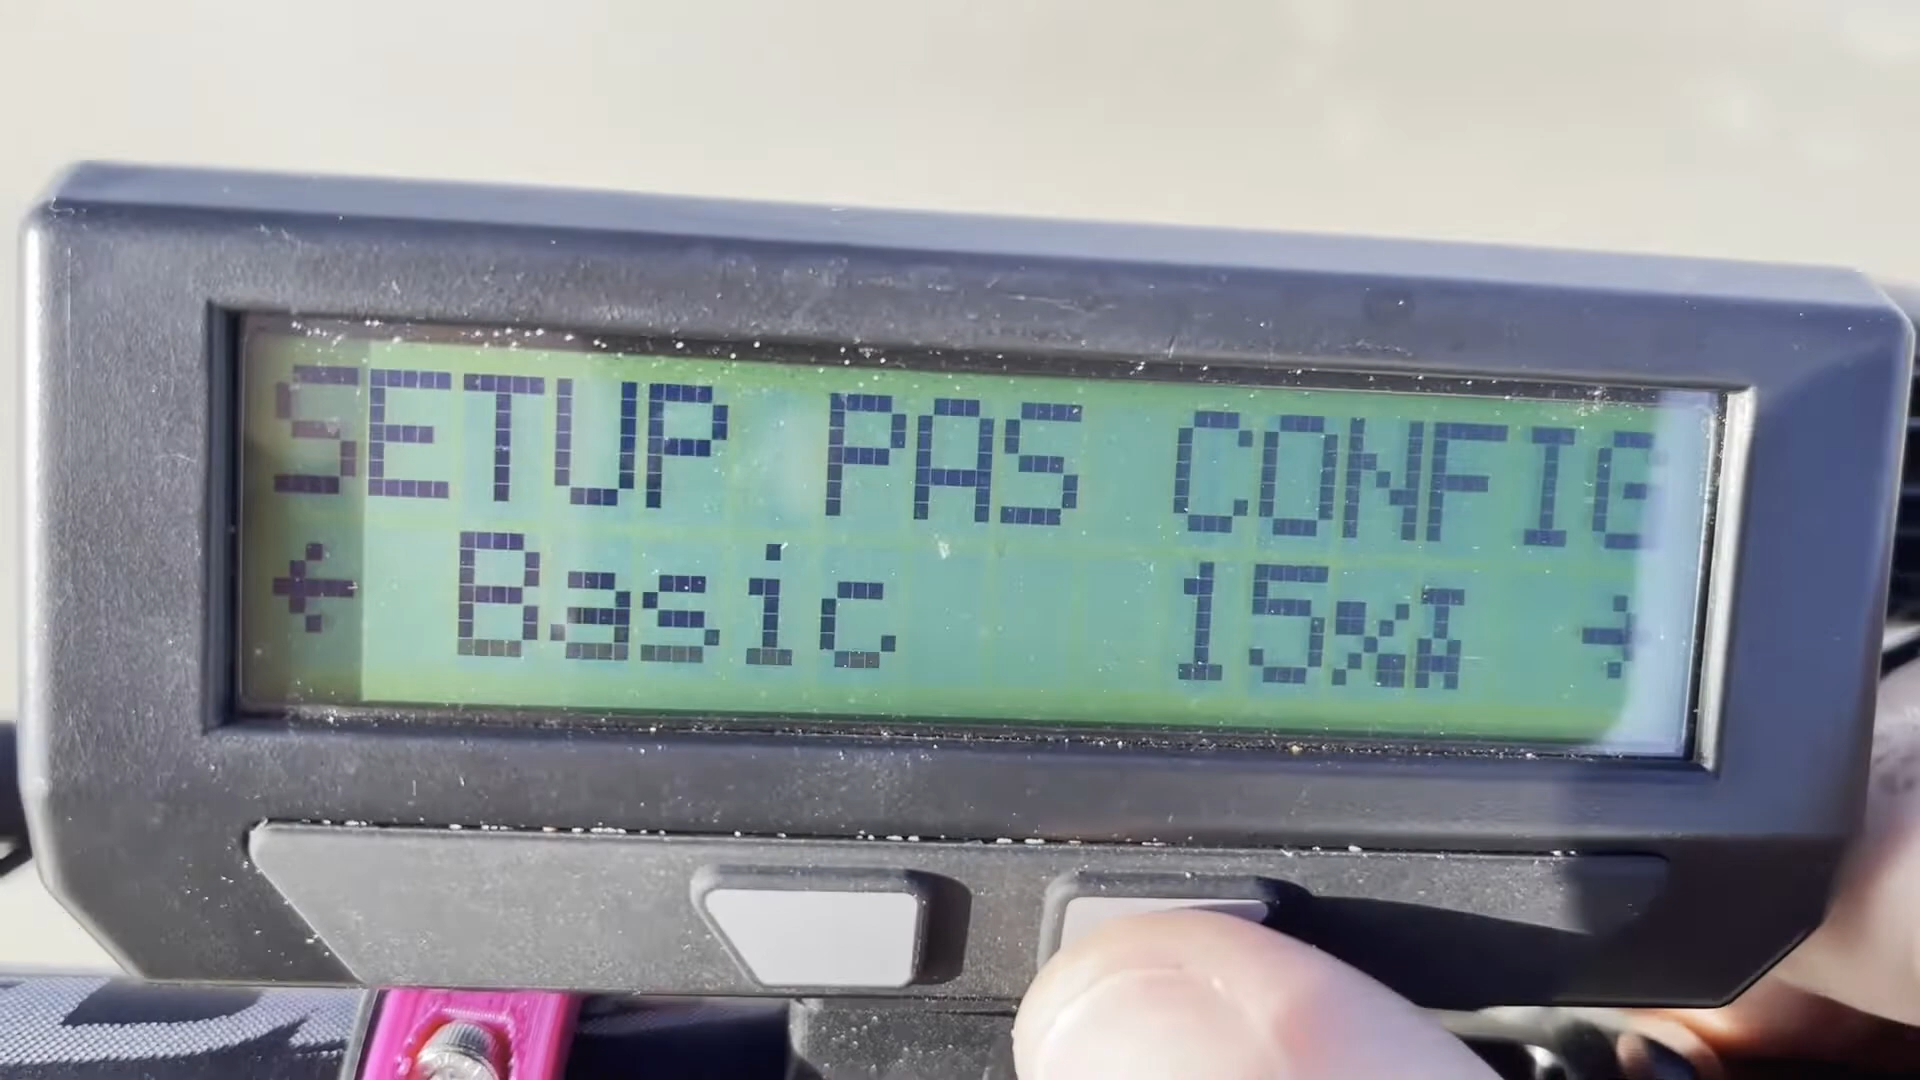 SETUP PAS CONFIG
← Basic 15%A →